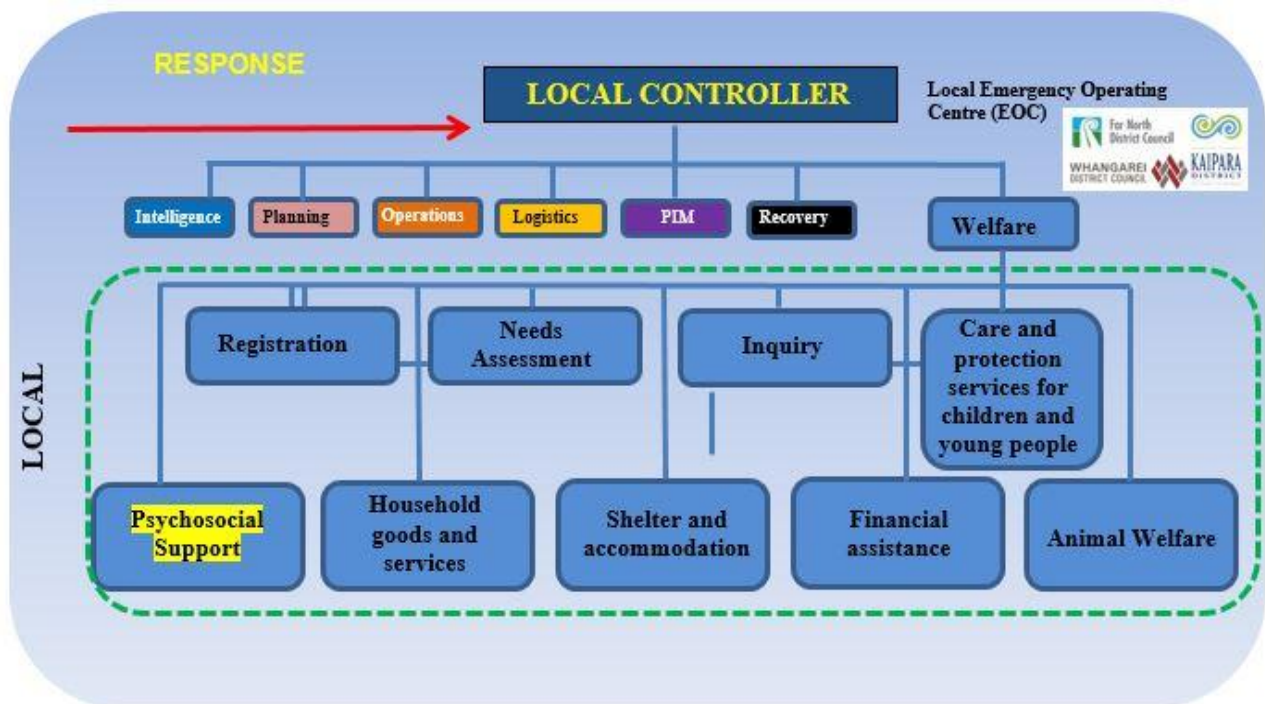 RESPONSE
LOCAL CONTROLLER
Local Emergency Operating
Centre (EOC)
Far North
District Council
WHANGAREI
DISTRICT COUNCIL
KAIPARA
DISTRICT
Intelligence
Planning
Operations
Logistics
PIM
Recovery
Welfare
LOCAL
Registration
Needs
Assessment
Inquiry
Care and
protection
services for
children and
young people
Psychosocial
Support
Household
goods and
services
Shelter and
accommodation
Financial
assistance
Animal Welfare